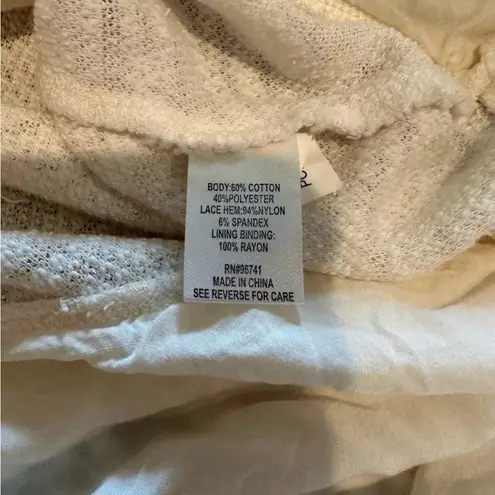 BODY:60% COTTON
40%POLYESTER
LACE HEM:94%NYLON
6% SPANDEX
LINING BINDING:
100% RAYON
RN#96741
MADE IN CHINA
SEE REVERSE FOR CARE